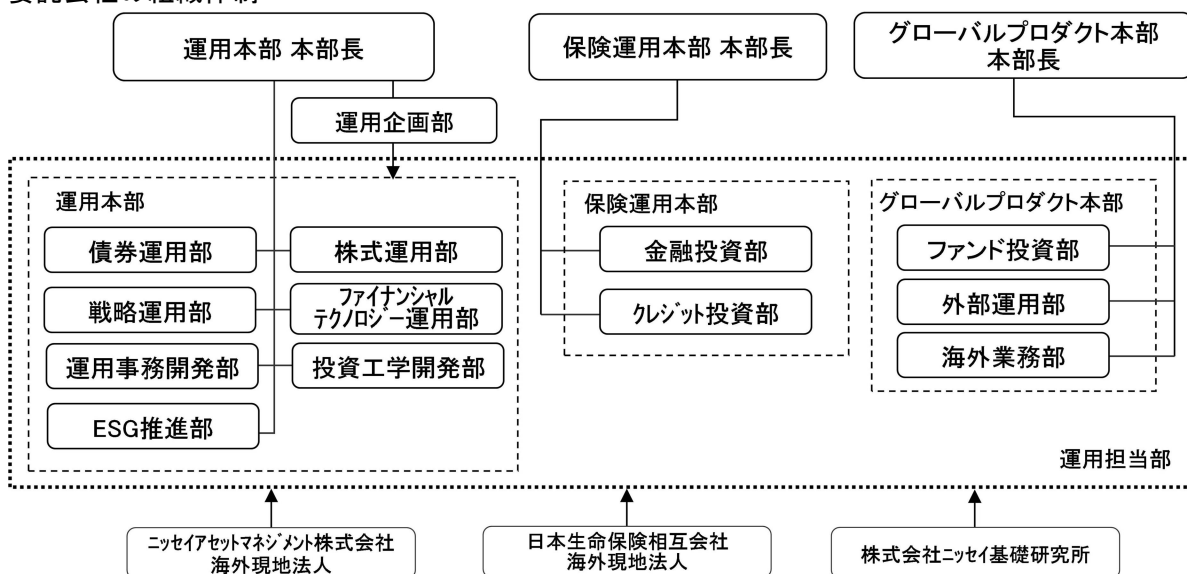 運用本部 本部長
保険運用本部 本部長
グローバルプロダクト本部
本部長
運用企画部
運用本部
債券運用部
株式運用部
戦略運用部
ファイナンシャル
テクノロジー運用部
運用事務開発部
投資工学開発部
ESG推進部
保険運用本部
金融投資部
クレジット投資部
グローバルプロダクト本部
ファンド投資部
外部運用部
海外業務部
運用担当部
ニッセイアセットマネジメント株式会社
海外現地法人
日本生命保険相互会社
海外現地法人
株式会社ニッセイ基礎研究所